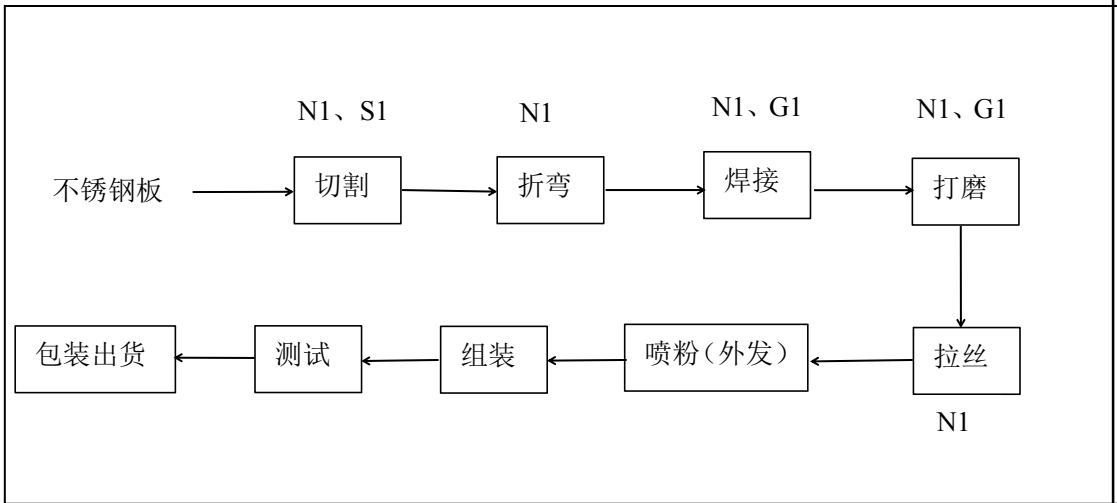 N1、S1
N1
N1、G1
N1、G1
不锈钢板
切割
折弯
焊接
打磨
包装出货
测试
组装
喷粉（外发）
拉丝
N1